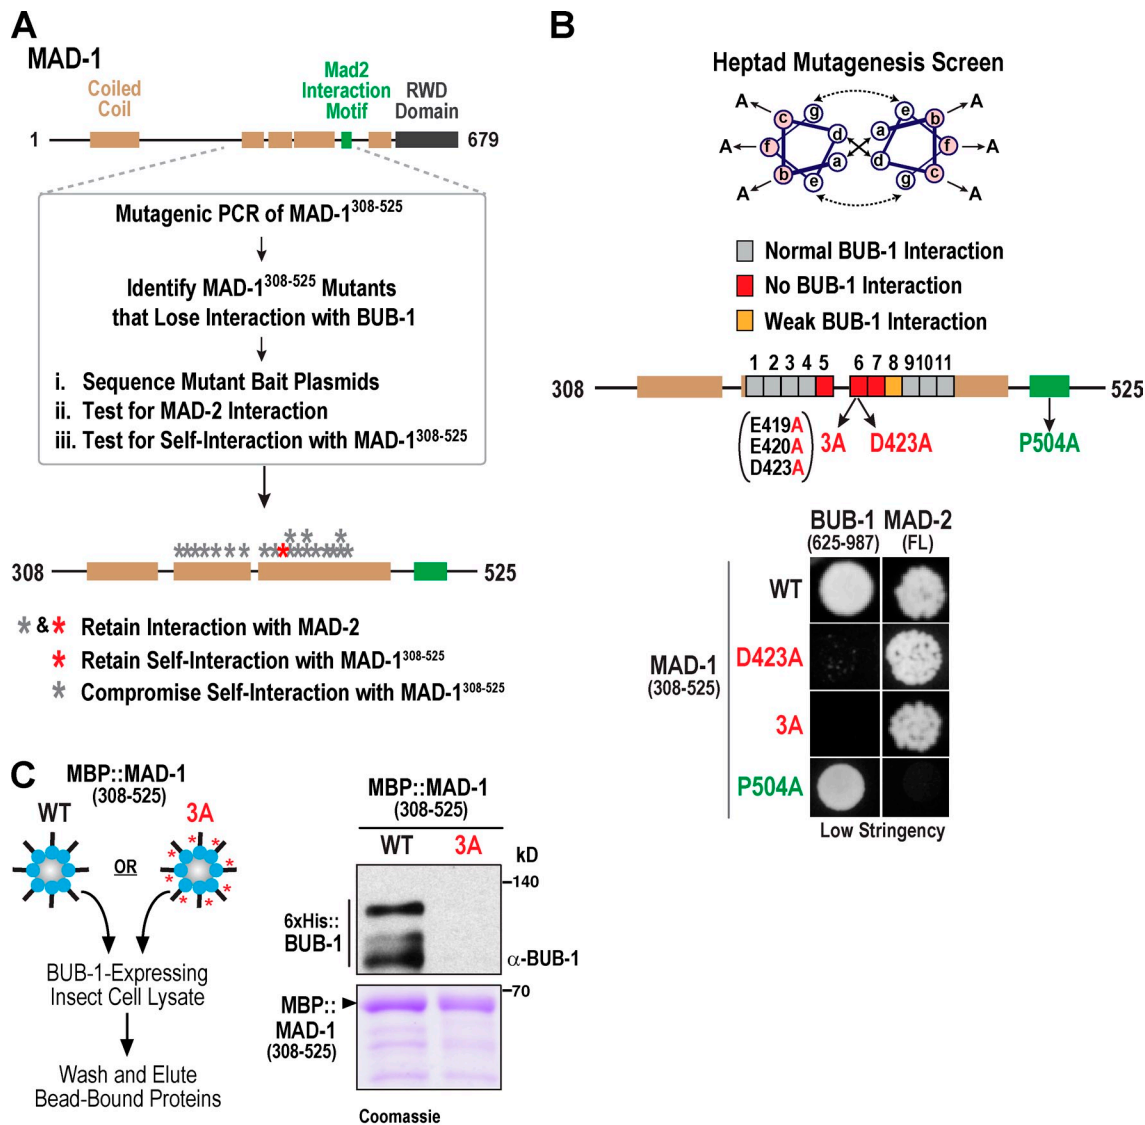 A
MAD-1
Coiled
Coil
Mad2
Interaction
Motif
RWD
Domain
1
679
Mutagenic PCR of MAD-1308-525
Identify MAD-1308-525 Mutants
that Lose Interaction with BUB-1
i. Sequence Mutant Bait Plasmids
ii. Test for MAD-2 Interaction
iii. Test for Self-Interaction with MAD-1308-525
308
525
* & * Retain Interaction with MAD-2
* Retain Self-Interaction with MAD-1308-525
* Compromise Self-Interaction with MAD-1308-525
B
Heptad Mutagenesis Screen
A g e A
A c d a b A
A f f A
b a d c
A e g A
Normal BUB-1 Interaction
No BUB-1 Interaction
Weak BUB-1 Interaction
1 2 3 4 5 6 7 8 9 10 11
308
525
E419A
E420A
D423A
3A
D423A
P504A
BUB-1
(625-987)
MAD-2
(FL)
MAD-1
(308-525)
WT
D423A
3A
P504A
Low Stringency
C
MBP::MAD-1
(308-525)
WT
3A
OR
BUB-1-Expressing
Insect Cell Lysate
Wash and Elute
Bead-Bound Proteins
MBP::MAD-1
(308-525)
WT
3A
kD
140
6xHis::
BUB-1
α-BUB-1
70
MBP::
MAD-1
(308-525)
Coomassie